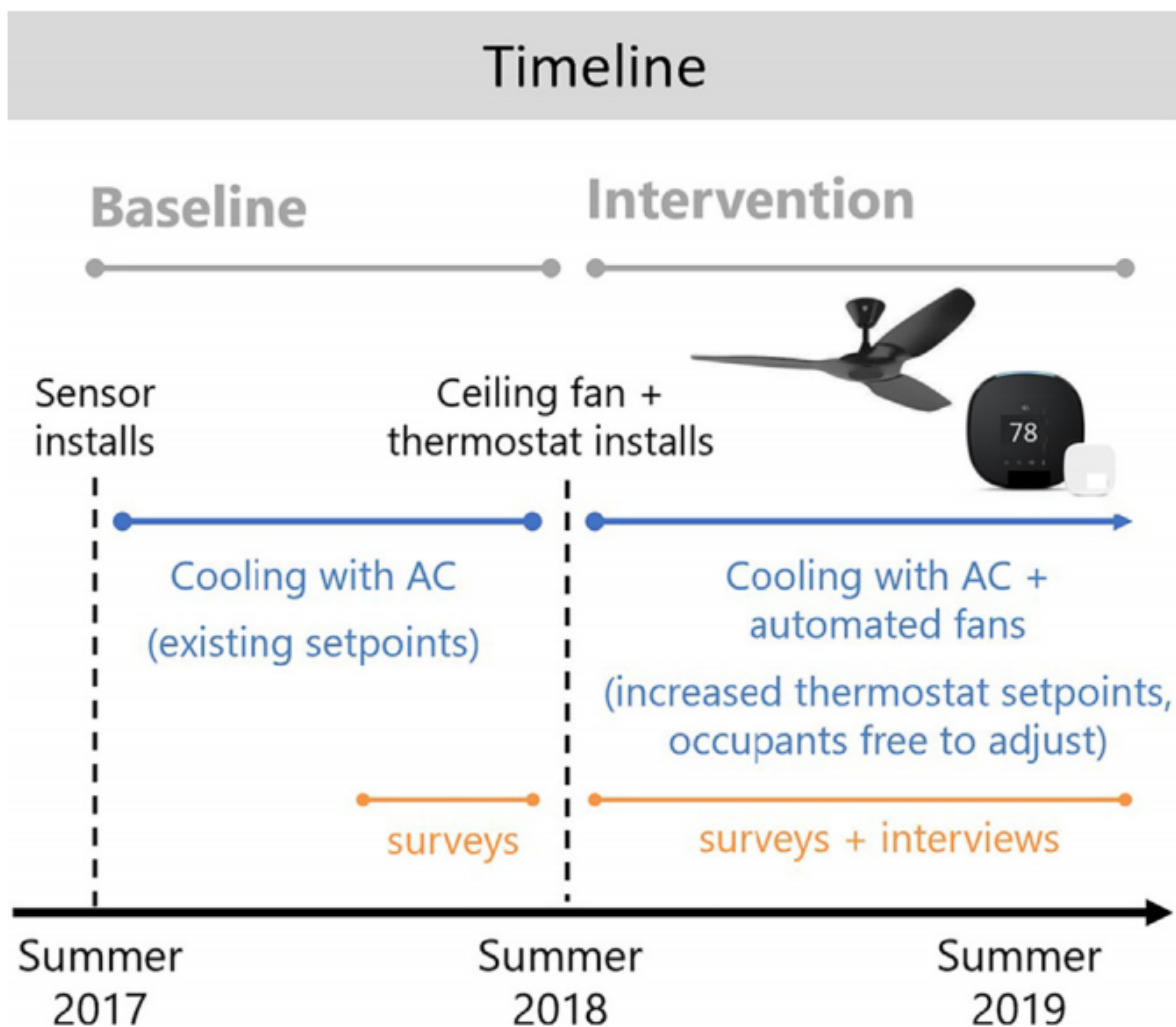 Timeline
Baseline
Intervention
Sensor
installs
Ceiling fan +
thermostat installs
78
Cooling with AC
(existing setpoints)
Cooling with AC +
automated fans
(increased thermostat setpoints,
occupants free to adjust)
surveys
surveys + interviews
Summer
2017
Summer
2018
Summer
2019